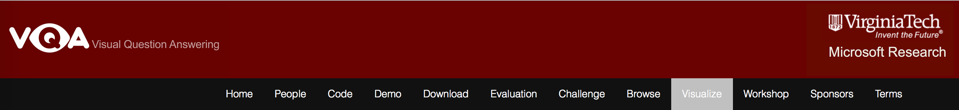 VQA Visual Question Answering
VirginiaTech
Invent the Future®
Microsoft Research
Home People Code Demo Download Evaluation Challenge Browse Visualize Workshop Sponsors Terms